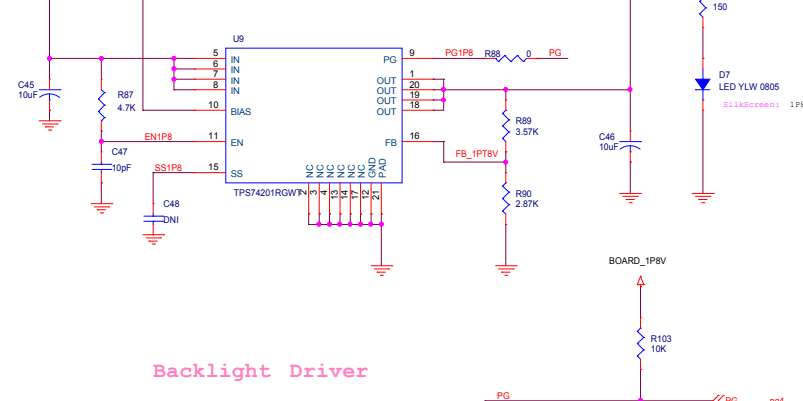 150
U9
5
6
7
8
10
11
15
IN
IN
IN
IN
BIAS
EN
SS
PG
OUT
OUT
OUT
OUT
FB
9
1
20
19
18
16
PG1P8
R88
0
PG
C45
10uF
R87
4.7K
EN1P8
C47
10pF
SS1P8
C48
DNI
NC
NC
NC
NC
NC
NC
GND
PAD
TPS74201RGWT
2
3
4
13
14
17
12
21
R89
3.57K
FB_1PT8V
R90
2.87K
C46
10uF
D7
LED YLW 0805
SilkScreen:
BOARD_1P8V
R103
10K
Backlight Driver
PG
PG